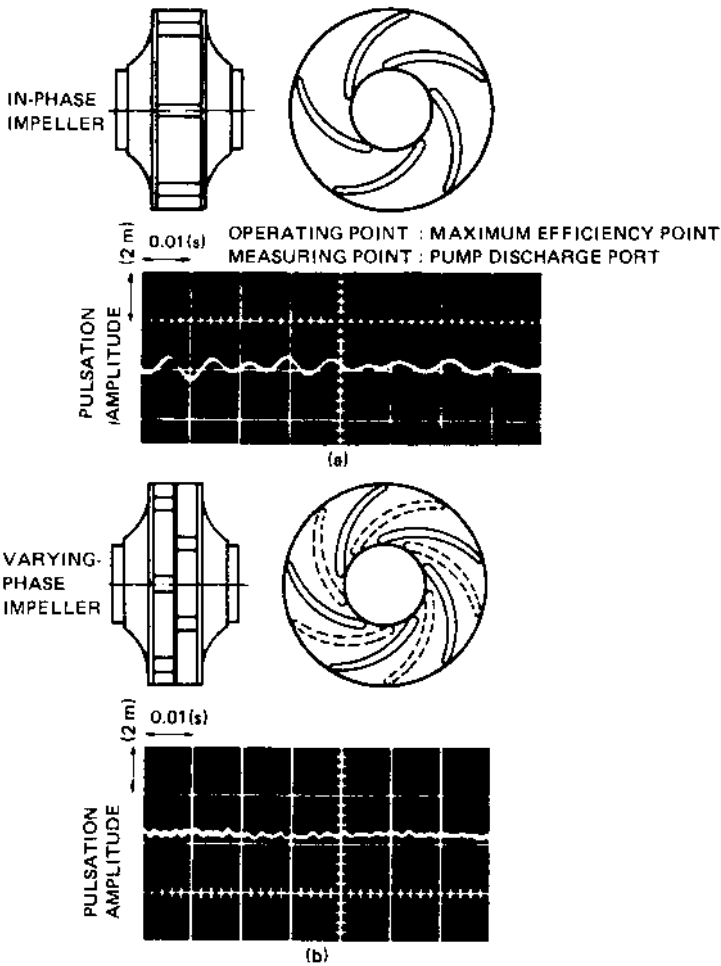 IN-PHASE
IMPELLER
(2 m)
0.01(s)
OPERATING POINT : MAXIMUM EFFICIENCY POINT
MEASURING POINT : PUMP DISCHARGE PORT
PULSATION
AMPLITUDE
(a)
VARYING-
PHASE
IMPELLER
(2 m)
0.01(s)
PULSATION
AMPLITUDE
(b)